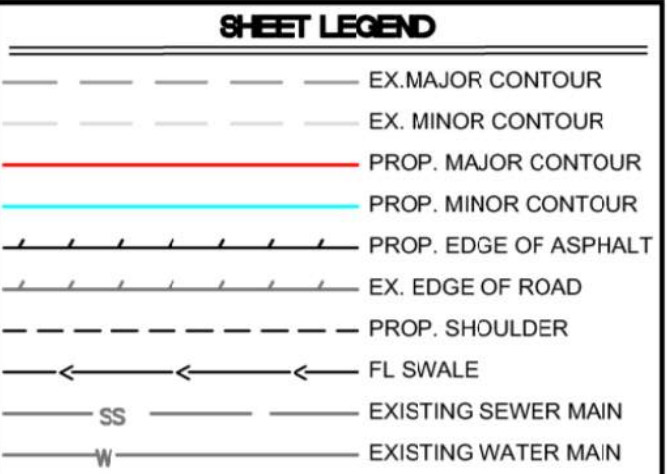 SHEET LEGEND
EX.MAJOR CONTOUR
EX. MINOR CONTOUR
PROP. MAJOR CONTOUR
PROP. MINOR CONTOUR
PROP. EDGE OF ASPHALT
EX. EDGE OF ROAD
PROP. SHOULDER
FL SWALE
SS EXISTING SEWER MAIN
W EXISTING WATER MAIN